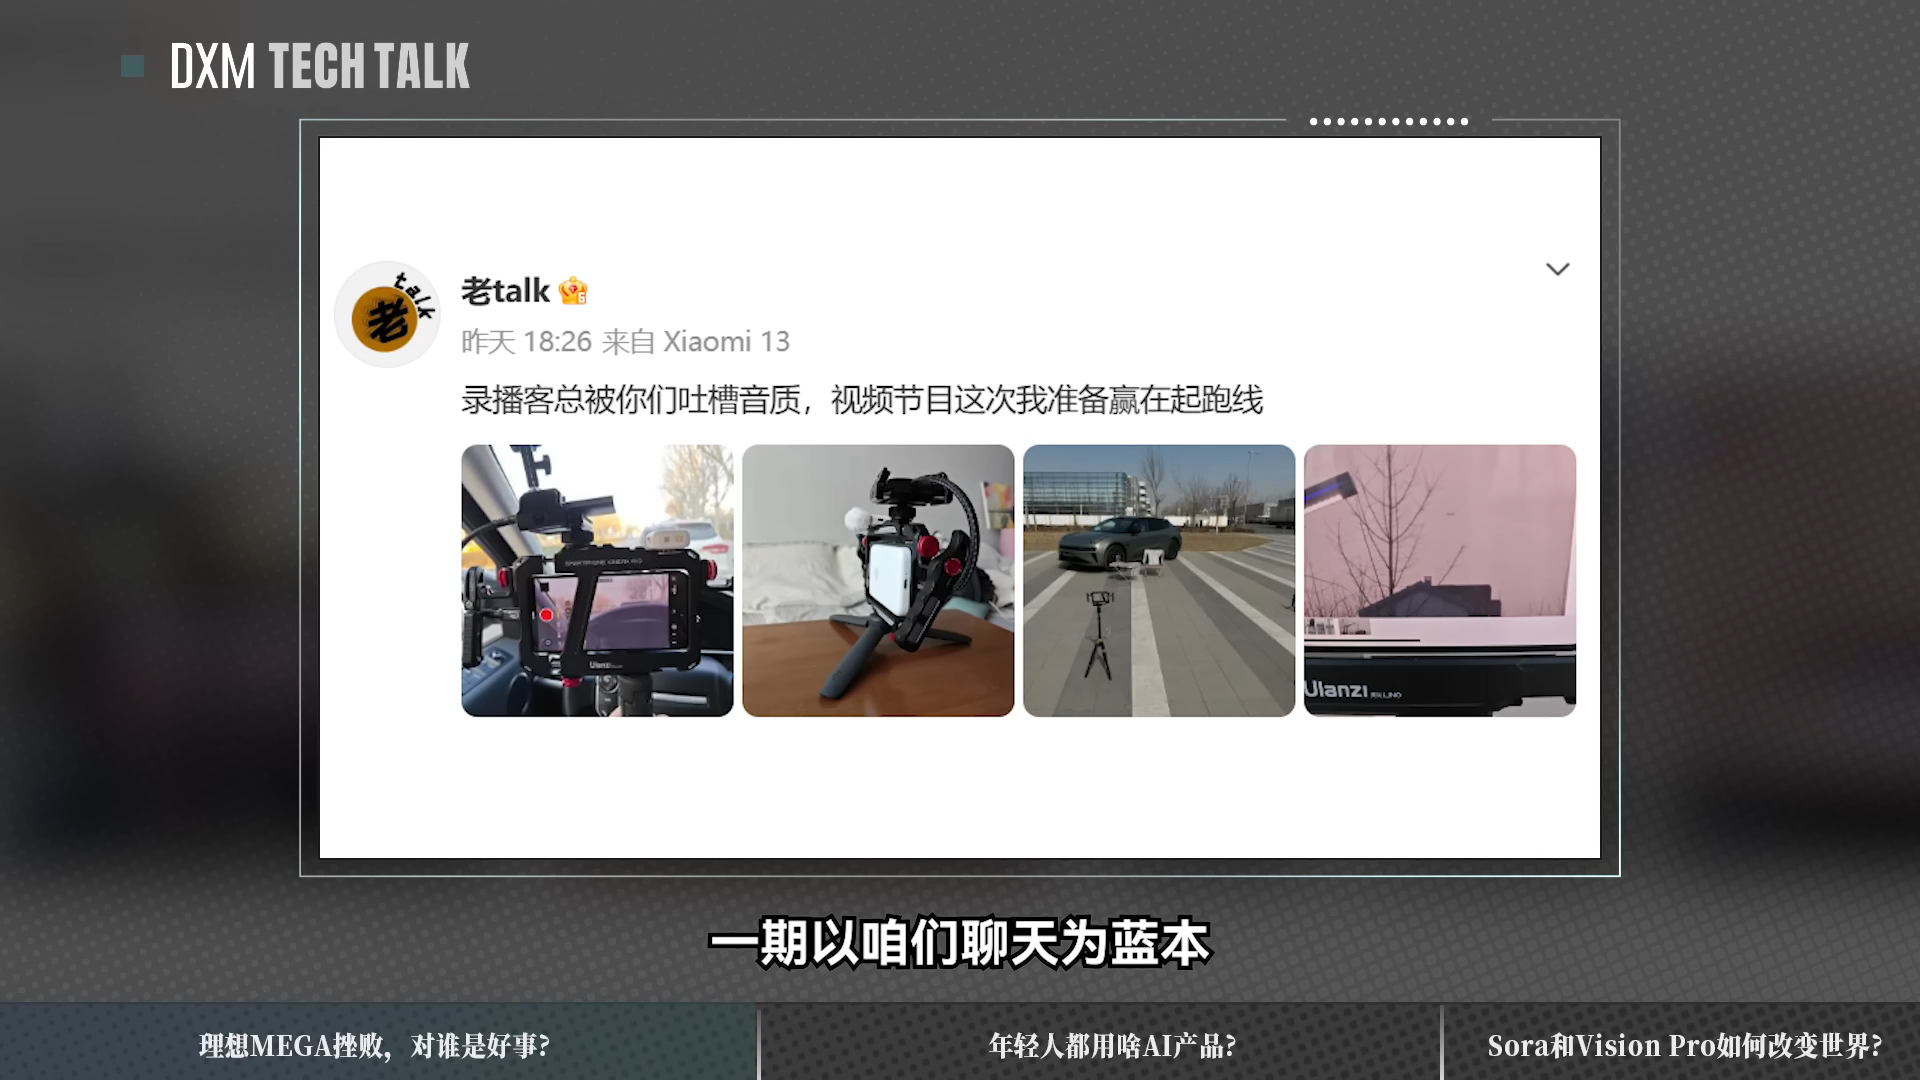 DXM TECH TALK
talk
老
老talk
6
昨天 18:26 来自 Xiaomi 13
录播客总被你们吐槽音质，视频节目这次我准备赢在起跑线
Ulanzi
Ulanzi
一期以咱们聊天为蓝本
理想MEGA挫败，对谁是好事?
年轻人都用啥AI产品?
Sora和Vision Pro如何改变世界?